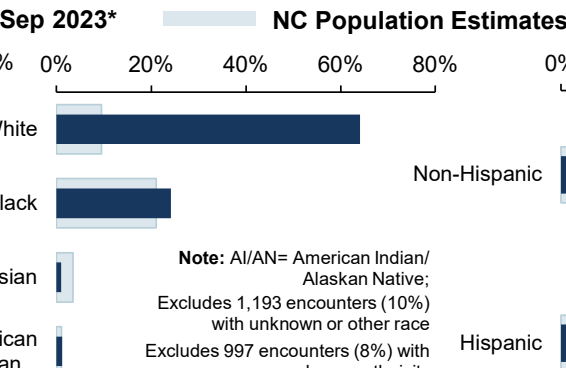 Sep 2023* NC Population Estimates
% 0% 20% 40% 60% 80% 0%
White
Non-Hispanic
lack
Note: AI/AN= American Indian/
Alaskan Native;
sian
Excludes 1,193 encounters (10%)
with unknown or other race
ican
Hispanic
Excludes 997 encounters (8%) with
an